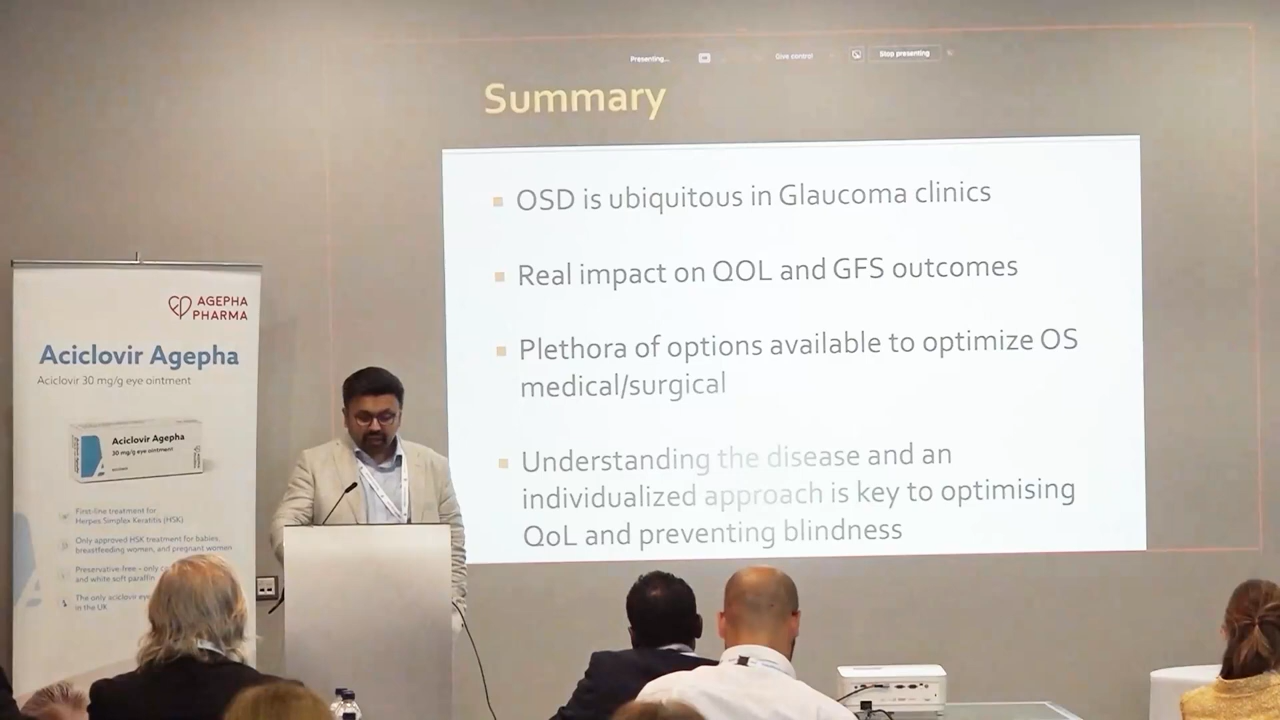 Presenting...
Give control
Stop presenting
Summary
OSD is ubiquitous in Glaucoma clinics
Real impact on QOL and GFS outcomes
Plethora of options available to optimize OS
medical/surgical
Understanding the disease and an
individualized approach is key to optimising
QoL and preventing blindness
AGEPHA
PHARMA
Aciclovir Agepha
Aciclovir 30 mg/g eye ointment
Aciclovir Agepha
30 mg/g eye ointment
First-line treatment for
Herpes Simplex Keratitis (HSK)
Only approved HSK treatment for babies,
breastfeeding women, and pregnant women
Preservative-free – only
and white soft paraffin
The only aciclovir eye
in the UK